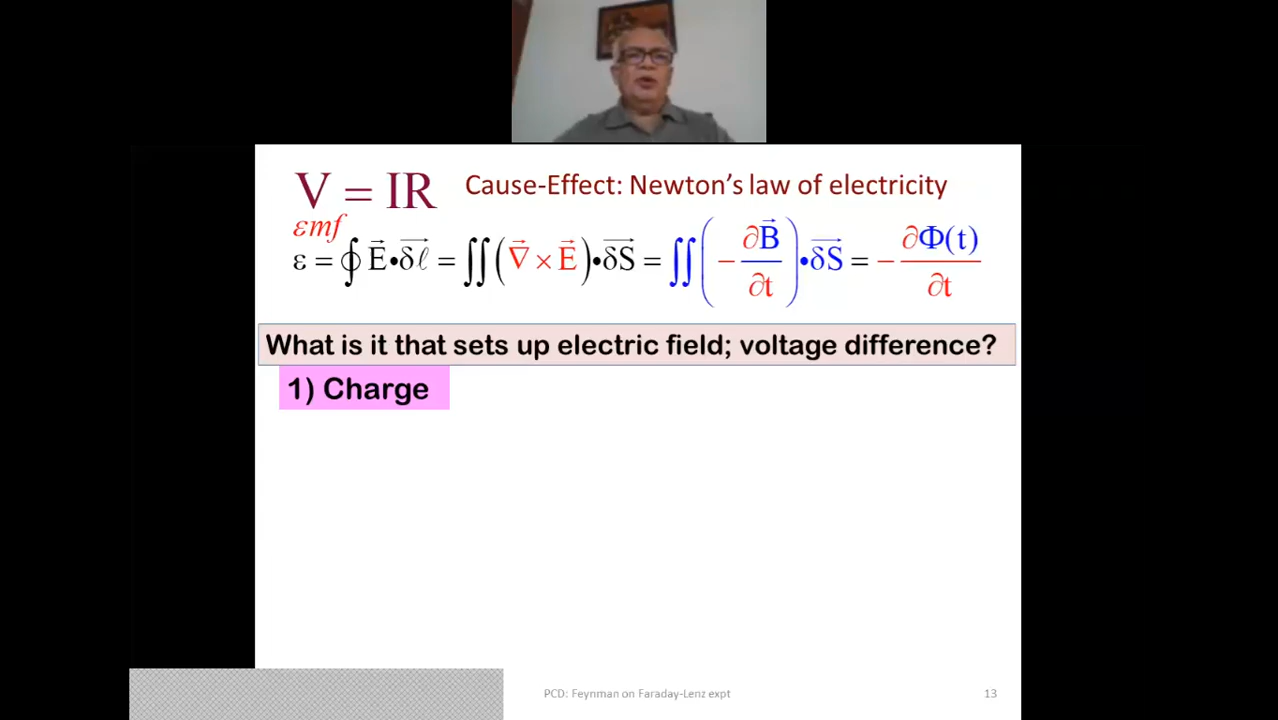 V = IR Cause-Effect: Newton's law of electricity
εmf
ε = ∮ E⃗•δℓ⃗ = ∬(∇⃗ × E⃗)•δS⃗ = ∬(−∂B⃗/∂t)•δS⃗ = −∂Φ(t)/∂t
What is it that sets up electric field; voltage difference?
1) Charge
PCD: Feynman on Faraday-Lenz expt 13